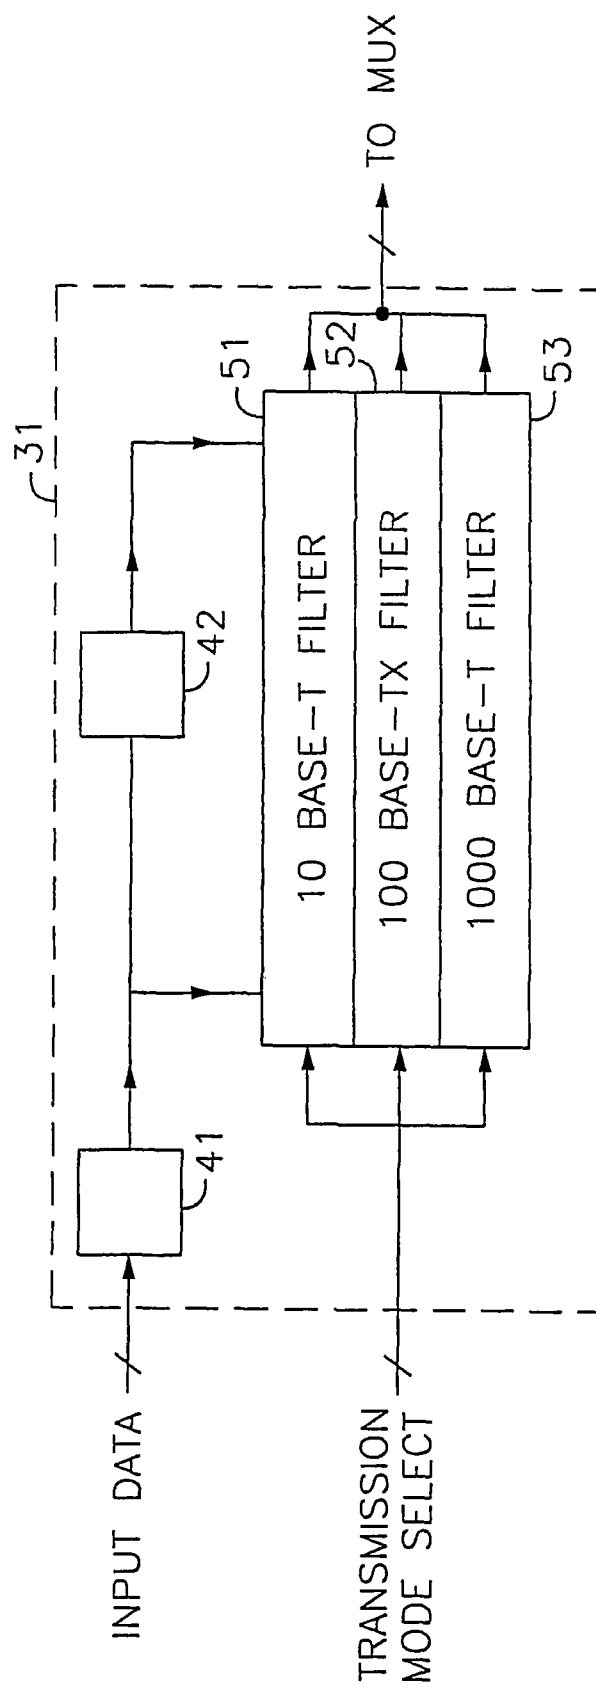 31
INPUT DATA
41
42
51
52
53
10 BASE-T FILTER
100 BASE-TX FILTER
1000 BASE-T FILTER
TO MUX
TRANSMISSION
MODE SELECT